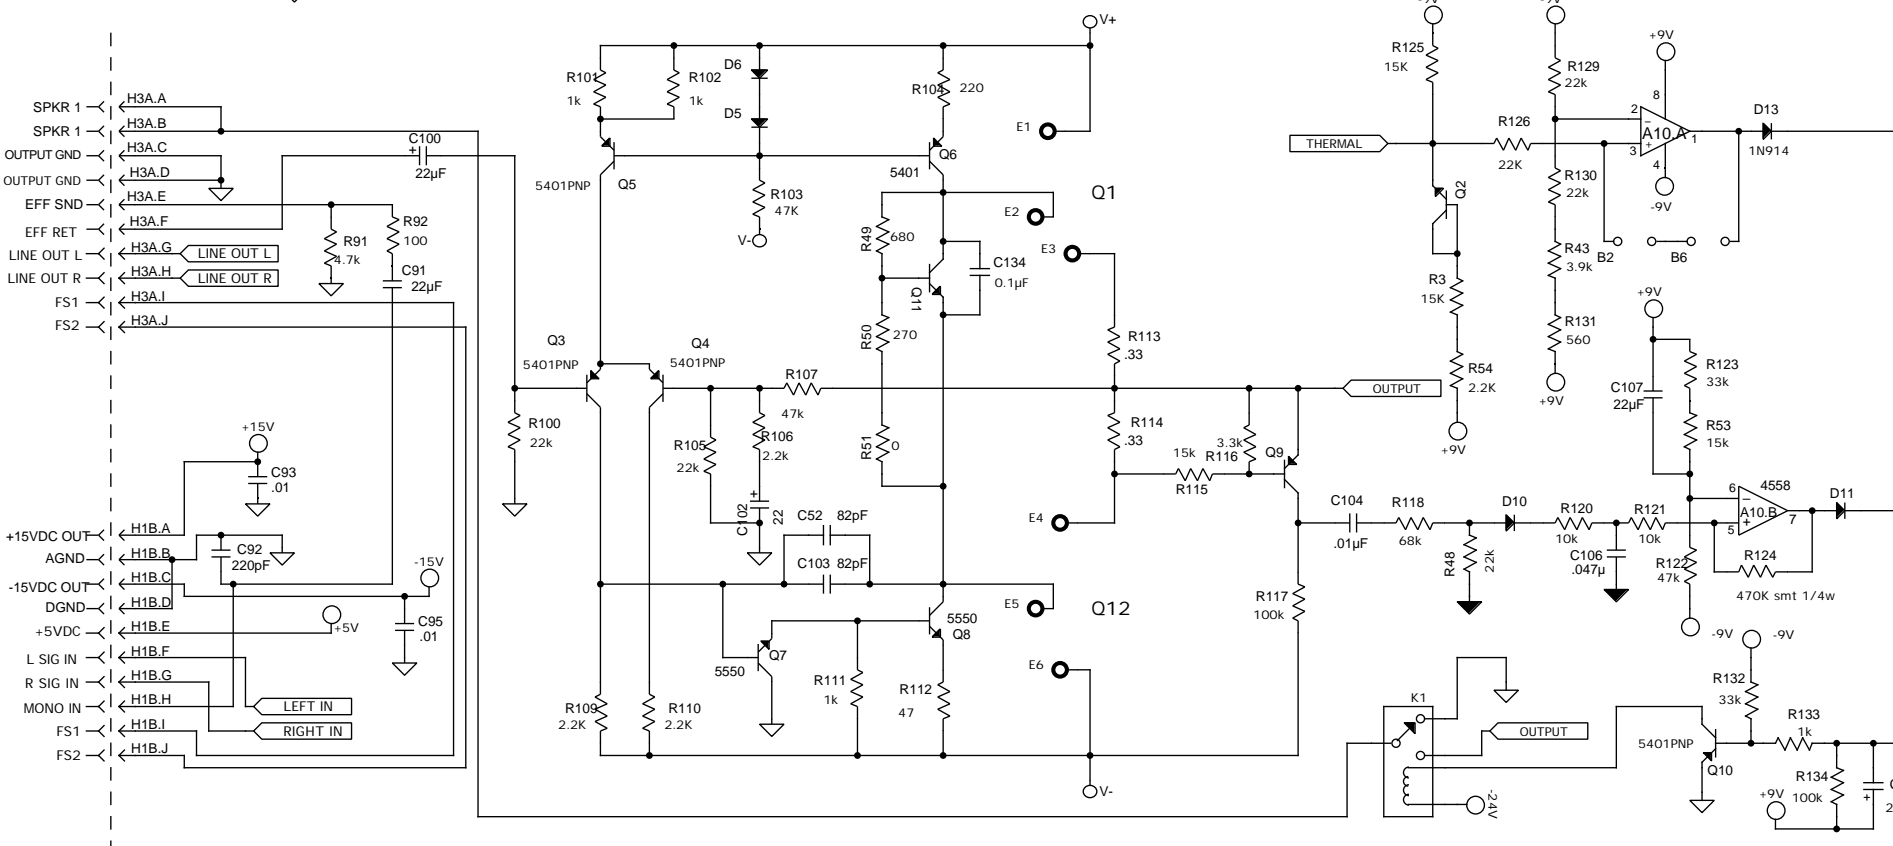 SPKR 1
H3A.A
SPKR 1
H3A.B
OUTPUT GND
H3A.C
OUTPUT GND
H3A.D
EFF SND
H3A.E
EFF RET
H3A.F
LINE OUT L
H3A.G
LINE OUT L
LINE OUT R
H3A.H
LINE OUT R
FS1
H3A.I
FS2
H3A.J
R91
4.7k
R92
100
C91
22µF
C100
+
22µF
+15V
C93
.01
+15VDC OUT
H1B.A
AGND
H1B.B
-15VDC OUT
H1B.C
DGND
H1B.D
+5VDC
H1B.E
L SIG IN
H1B.F
R SIG IN
H1B.G
MONO IN
H1B.H
FS1
H1B.I
FS2
H1B.J
C92
220pF
-15V
C95
.01
+5V
LEFT IN
RIGHT IN
V+
R101
1k
R102
1k
D6
D5
R104
220
E1
5401PNP
Q5
Q6
5401
R103
47K
V-
E2
Q1
E3
R49
680
C134
0.1µF
Q11
R50
270
R51
0
Q3
5401PNP
Q4
5401PNP
R107
47k
R100
22k
R105
22k
R106
2.2k
+
C102
22
R113
.33
R114
.33
OUTPUT
15k
R115
3.3k
R116
Q9
E4
C52
82pF
C103
82pF
E5
Q12
5550
Q8
5550
Q7
E6
R111
1k
R112
47
R109
2.2K
R110
2.2K
V-
R117
100k
C104
.01µF
R118
68k
R48
22k
D10
R120
10k
R121
10k
C106
.047µ
R125
15K
THERMAL
R126
22K
Q2
R3
15K
R54
2.2K
+9V
R129
22k
R130
22k
R43
3.9k
R131
560
+9V
+9V
8
2
−
A10.A
3
+
1
4
-9V
D13
1N914
B2
B6
+9V
C107
22µF
R123
33k
R53
15k
4558
6
−
A10.B
5
+
7
D11
R122
47k
R124
470K smt 1/4w
-9V
-9V
K1
OUTPUT
-24V
R132
33k
R133
1k
5401PNP
Q10
R134
100k
+9V
+